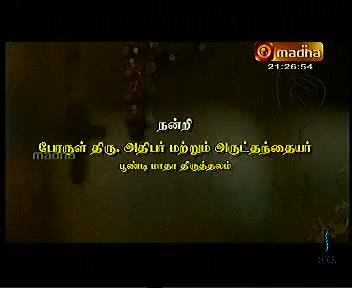 madha
21:26:54
நன்றி
பேரருள் திரு. அதிபர் மற்றும் அருட்தந்தையர்
madha
பூண்டி மாதா திருத்தலம்